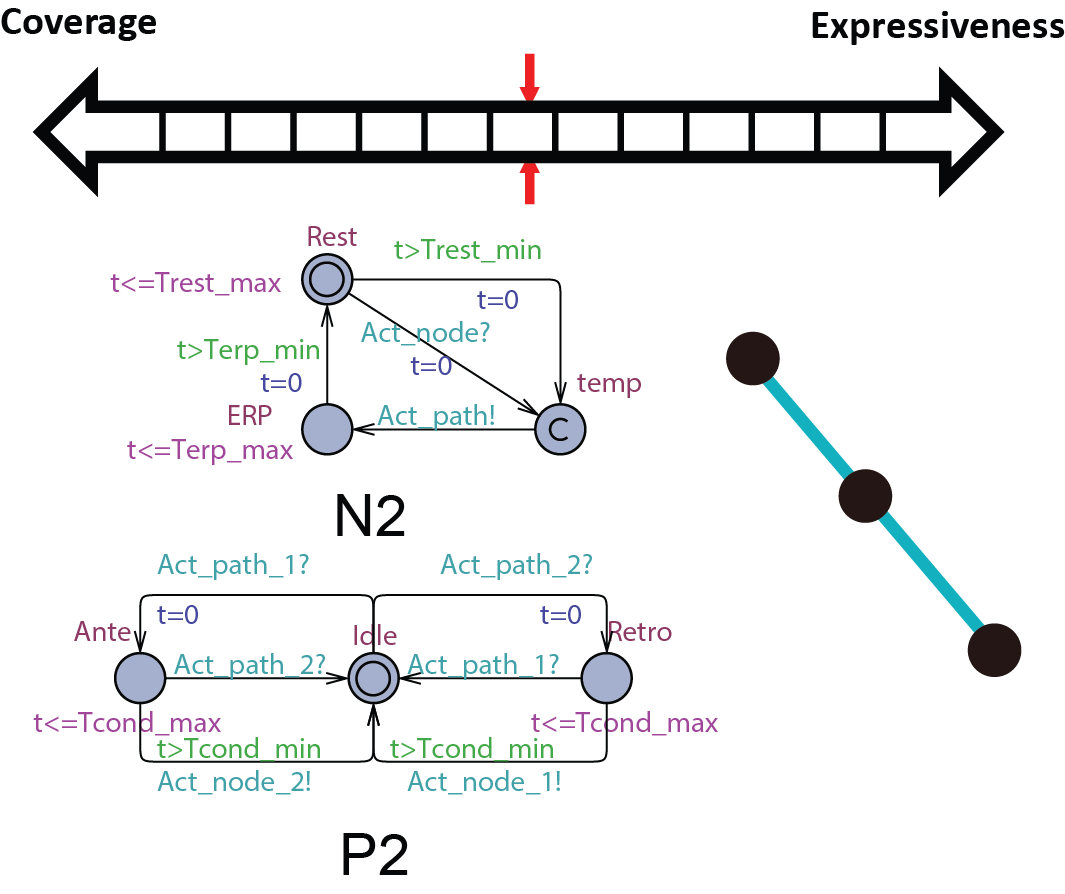 Coverage
Expressiveness
Rest
t>Trest_min
t<=Trest_max
t=0
Act_node?
t>Terp_min
t=0
t=0
temp
ERP
Act_path!
C
t<=Terp_max
N2
Act_path_1?
Act_path_2?
t=0
t=0
Ante
Idle
Retro
Act_path_2?
Act_path_1?
t<=Tcond_max
t<=Tcond_max
t>Tcond_min
t>Tcond_min
Act_node_2!
Act_node_1!
P2